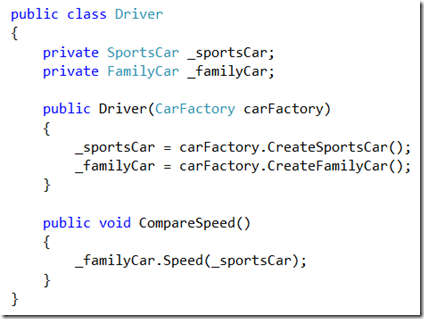 public class Driver
{
    private SportsCar _sportsCar;
    private FamilyCar _familyCar;

    public Driver(CarFactory carFactory)
    {
        _sportsCar = carFactory.CreateSportsCar();
        _familyCar = carFactory.CreateFamilyCar();
    }

    public void CompareSpeed()
    {
        _familyCar.Speed(_sportsCar);
    }
}